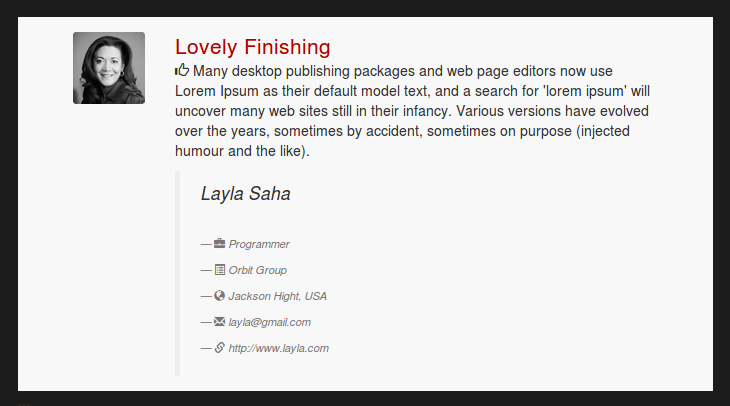 Lovely Finishing
Many desktop publishing packages and web page editors now use
Lorem Ipsum as their default model text, and a search for 'lorem ipsum' will
uncover many web sites still in their infancy. Various versions have evolved
over the years, sometimes by accident, sometimes on purpose (injected
humour and the like).
Layla Saha
— Programmer
— Orbit Group
— Jackson Hight, USA
— layla@gmail.com
— http://www.layla.com